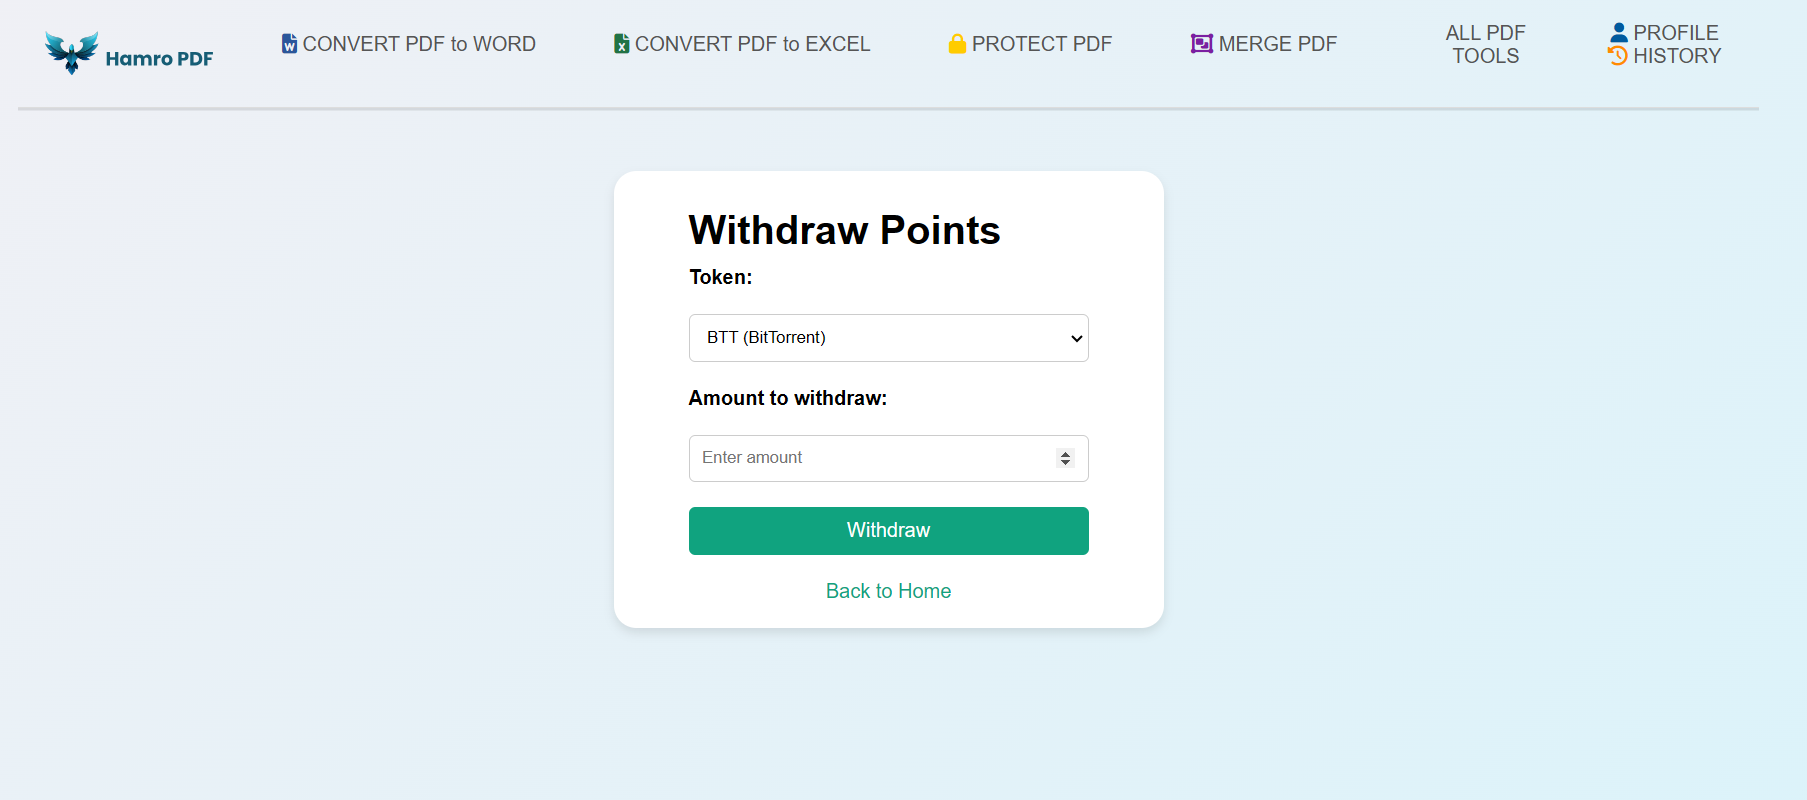 Hamro PDF
CONVERT PDF to WORD
CONVERT PDF to EXCEL
PROTECT PDF
MERGE PDF
ALL PDF
TOOLS
PROFILE
HISTORY
Withdraw Points
Token:
BTT (BitTorrent)
Amount to withdraw:
Enter amount
Withdraw
Back to Home